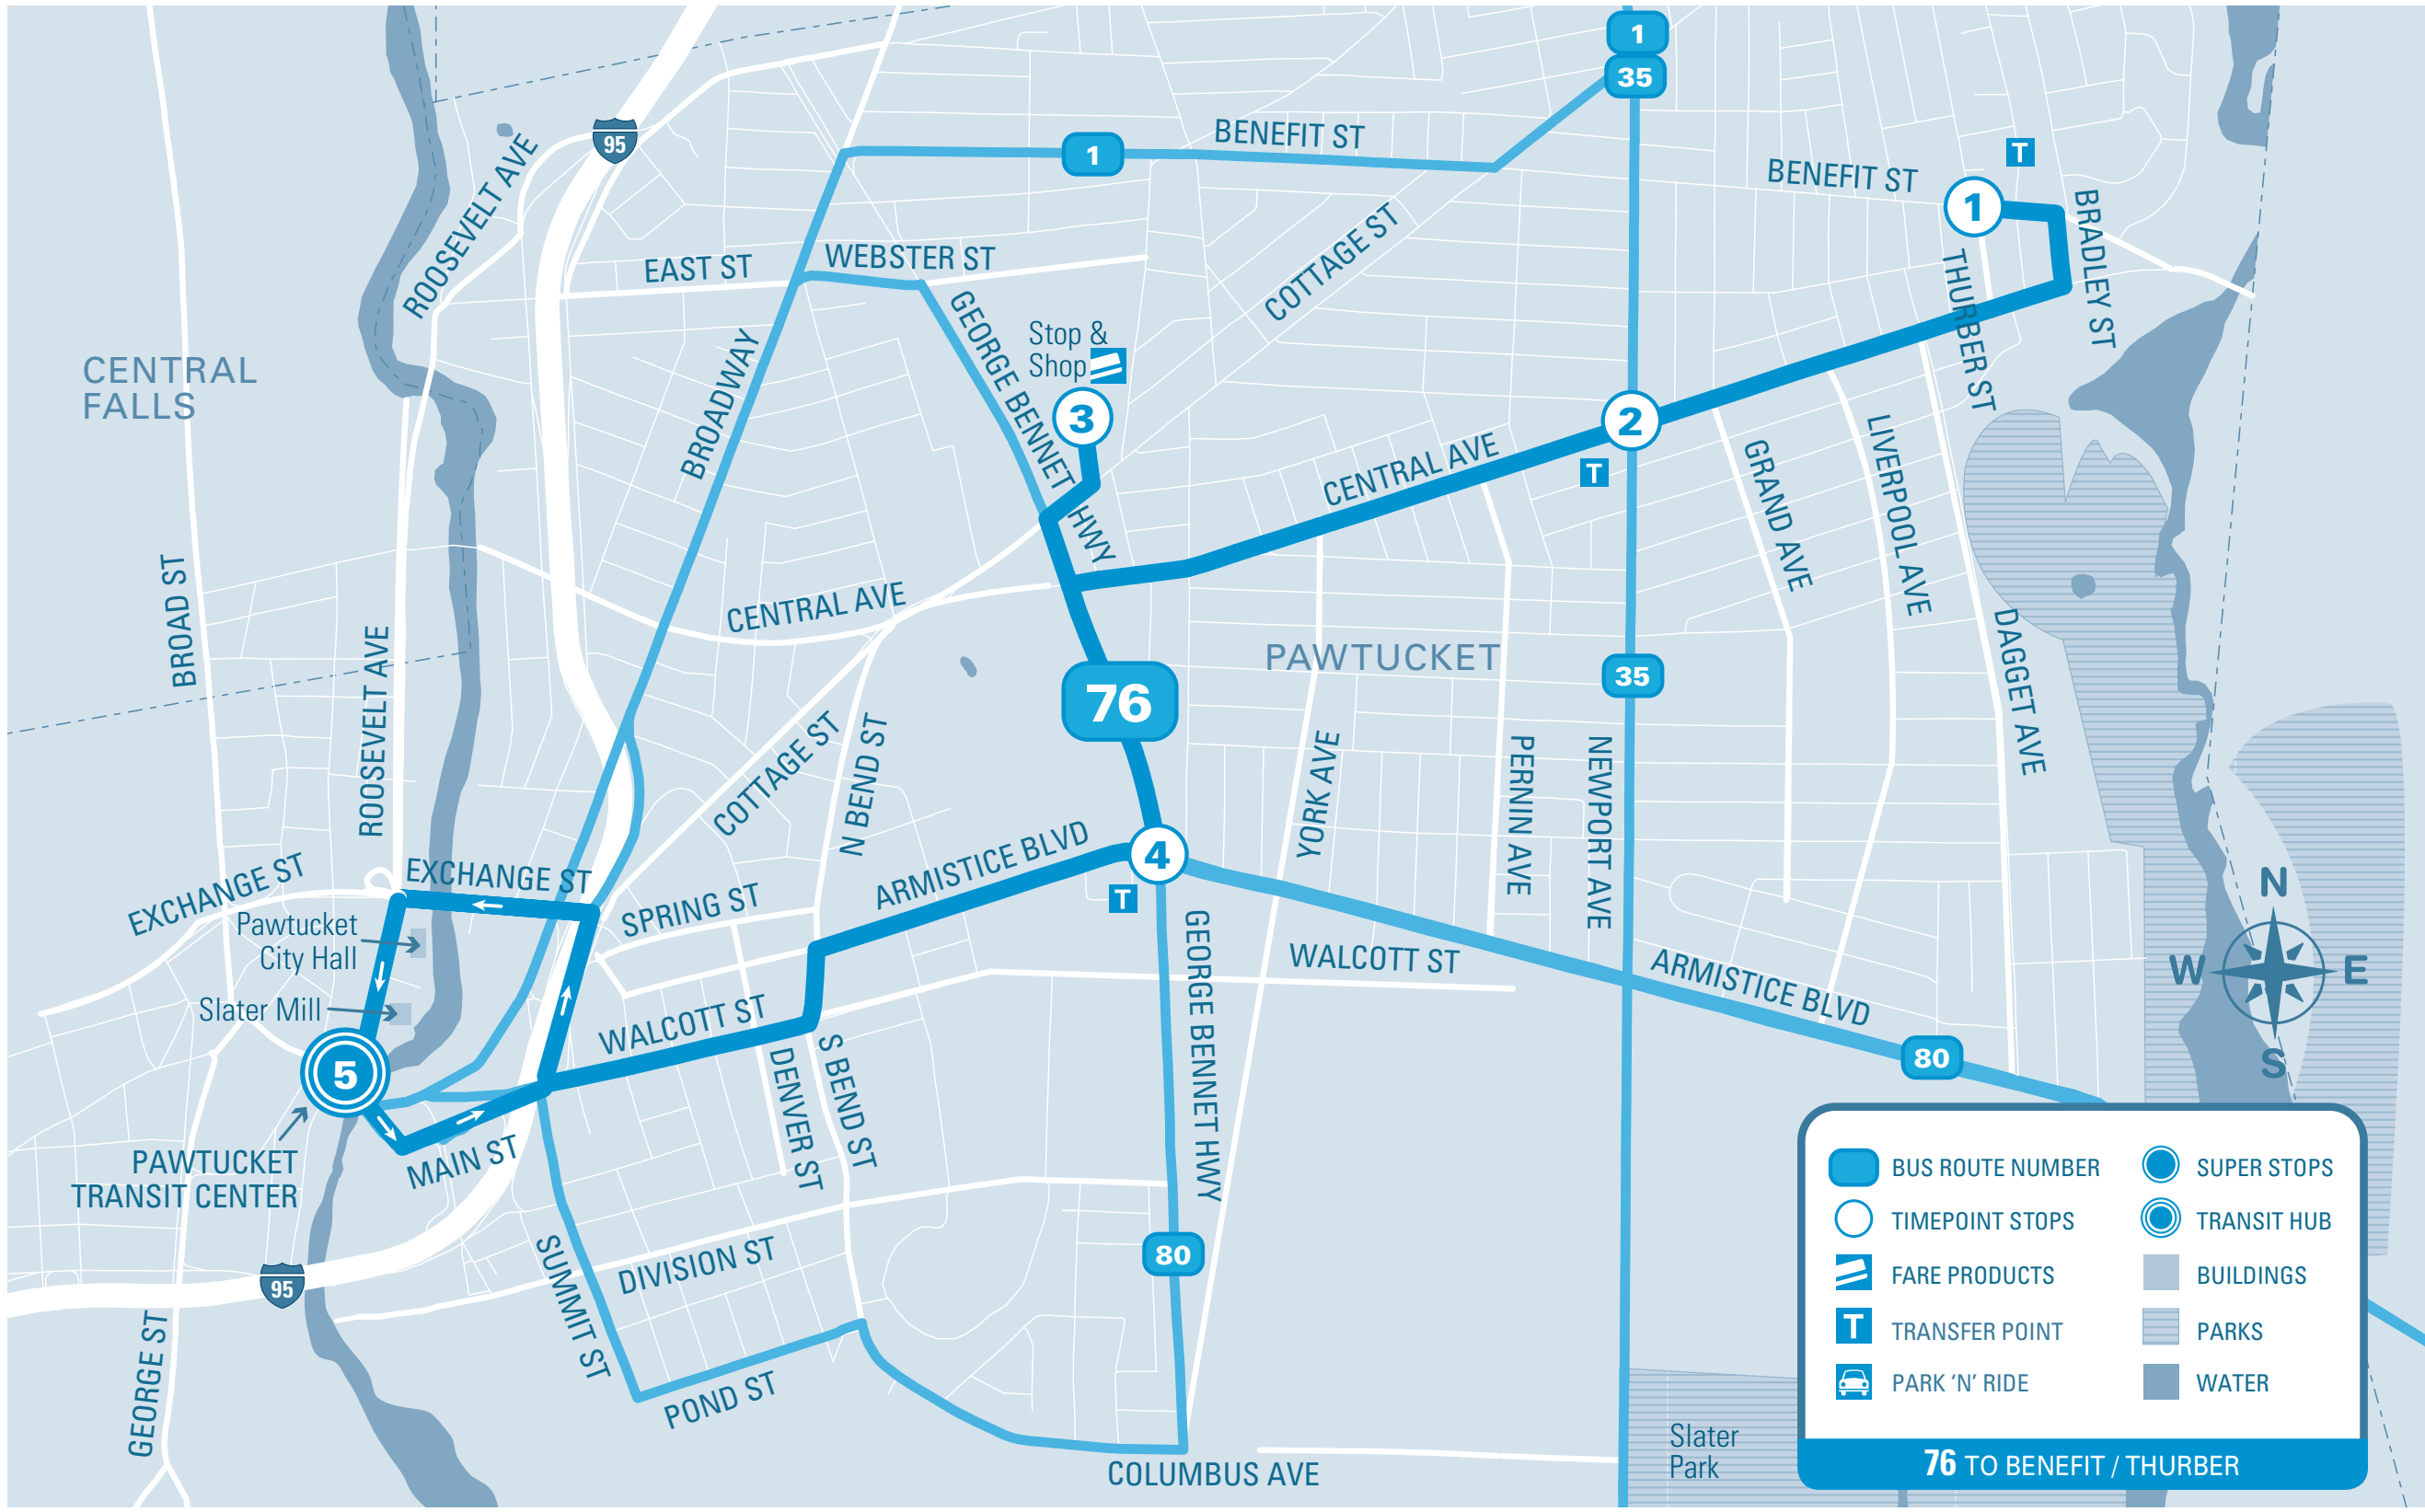 1
35
BENEFIT ST
1
95
ROOSEVELT AVE
T
BENEFIT ST
1
BRADLEY ST
COTTAGE ST
WEBSTER ST
EAST ST
THURBER ST
GEORGE BENNET HWY
Stop &
Shop
3
CENTRAL
FALLS
BROADWAY
2
CENTRAL AVE
T
GRAND AVE
LIVERPOOL AVE
BROAD ST
CENTRAL AVE
ROOSEVELT AVE
PAWTUCKET
35
DAGGET AVE
76
COTTAGE ST
N BEND ST
YORK AVE
PERNIN AVE
NEWPORT AVE
4
ARMISTICE BLVD
T
EXCHANGE ST
EXCHANGE ST
SPRING ST
Pawtucket
City Hall
Slater Mill
GEORGE BENNET HWY
WALCOTT ST
ARMISTICE BLVD
N
W
E
S
WALCOTT ST
5
DENVER ST
S BEND ST
80
PAWTUCKET
TRANSIT CENTER
MAIN ST
80
95
SUMMIT ST
DIVISION ST
GEORGE ST
POND ST
COLUMBUS AVE
Slater
Park
BUS ROUTE NUMBER
SUPER STOPS
TIMEPOINT STOPS
TRANSIT HUB
FARE PRODUCTS
BUILDINGS
T
TRANSFER POINT
PARKS
PARK ‘N’ RIDE
WATER
76 TO BENEFIT / THURBER